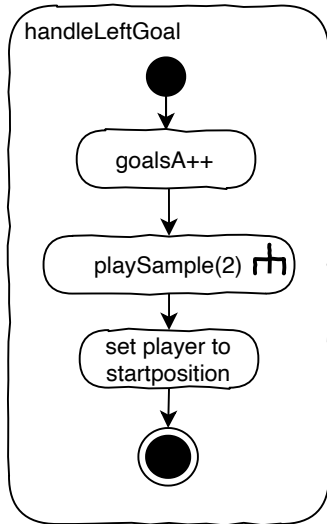 handleLeftGoal
goalsA++
playSample(2)
set player to
startposition